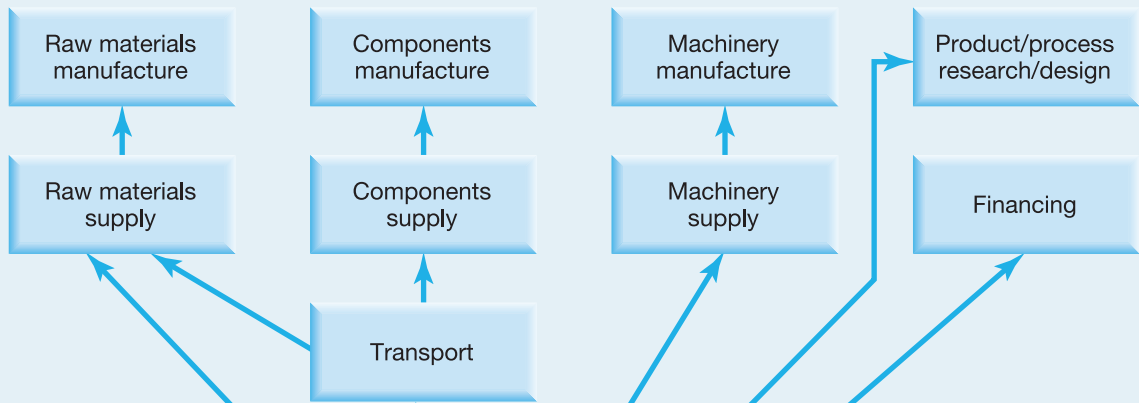 Raw materials
manufacture
Components
manufacture
Machinery
manufacture
Product/process
research/design
Raw materials
supply
Components
supply
Machinery
supply
Financing
Transport